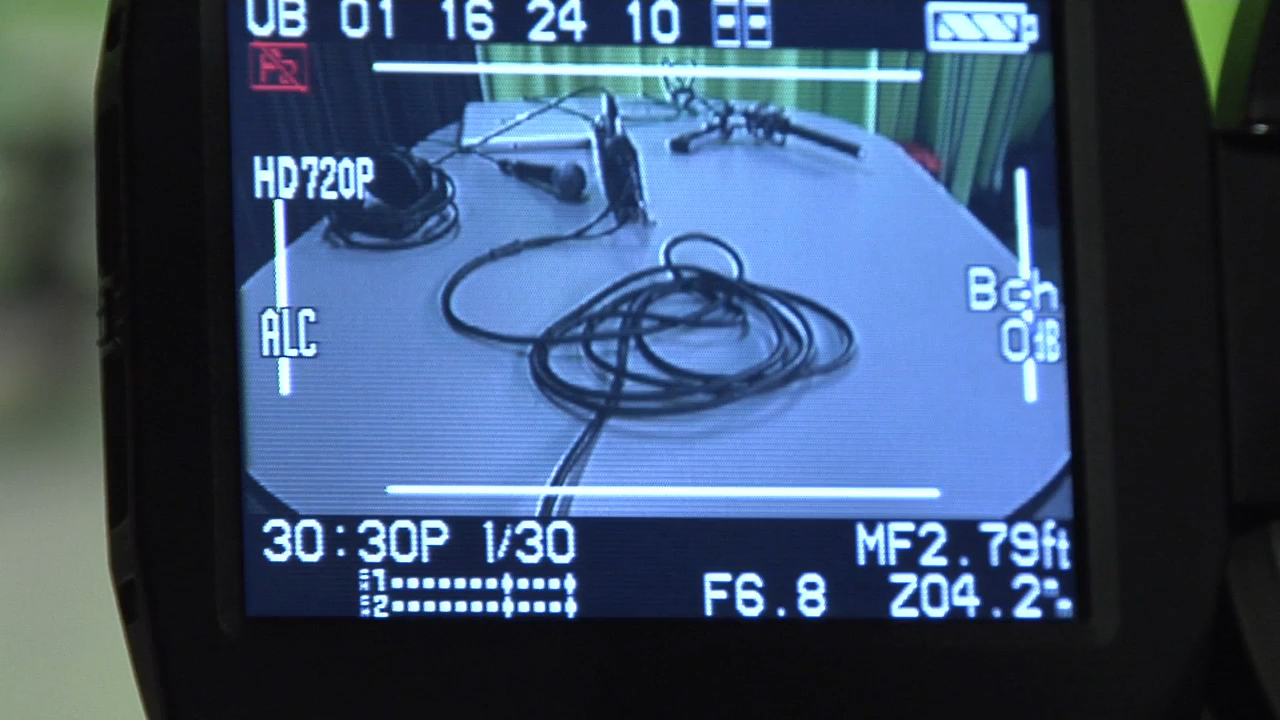 UB 01 16 24 10
HD720P
Bch
ALC
0dB
30:30P 1/30
MF2.79ft
F6.8
Z04.2